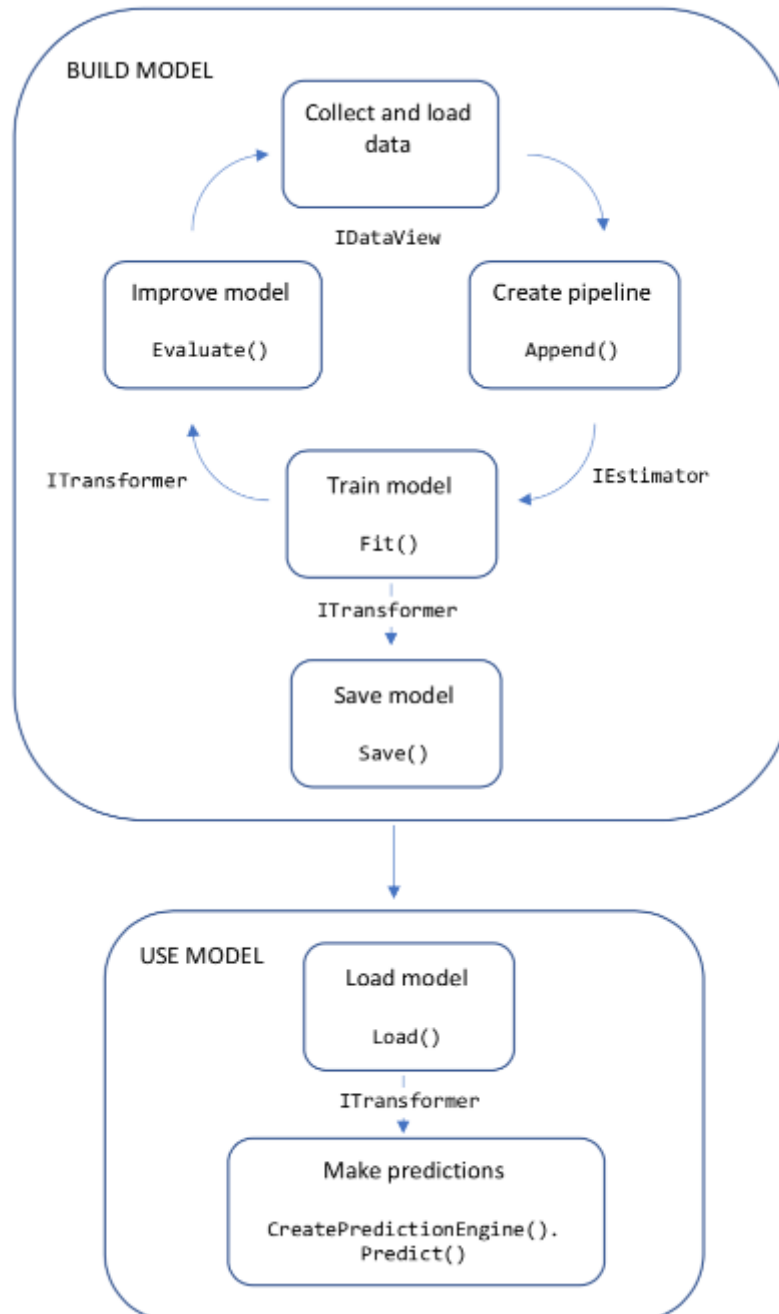 BUILD MODEL
Collect and load
data
IDataView
Improve model
Evaluate()
Create pipeline
Append()
ITransformer
Train model
Fit()
IEstimator
ITransformer
Save model
Save()
USE MODEL
Load model
Load()
ITransformer
Make predictions
CreatePredictionEngine().
Predict()